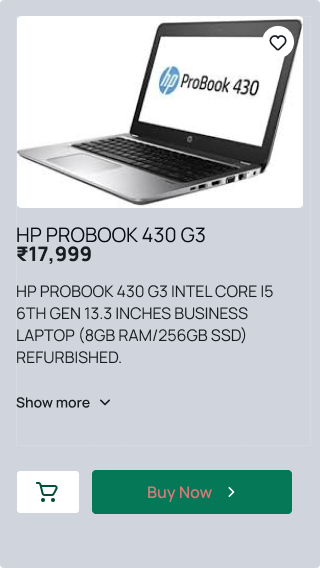 hp ProBook 430
HP PROBOOK 430 G3
₹17,999
HP PROBOOK 430 G3 INTEL CORE I5
6TH GEN 13.3 INCHES BUSINESS
LAPTOP (8GB RAM/256GB SSD)
REFURBISHED.
Show more
Buy Now